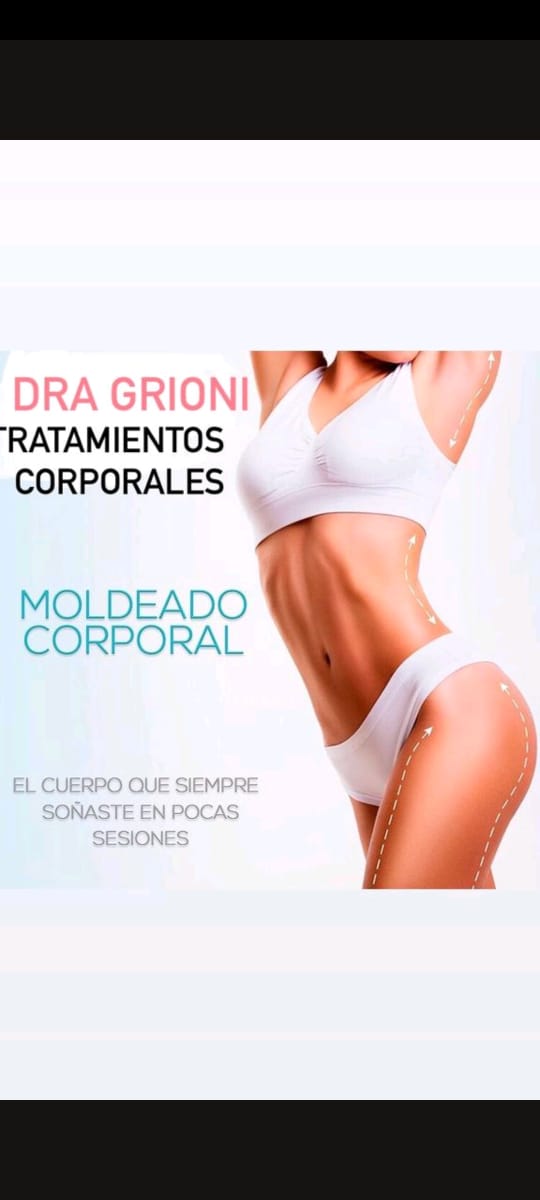 DRA GRIONI
TRATAMIENTOS
CORPORALES
MOLDEADO
CORPORAL
EL CUERPO QUE SIEMPRE
SOÑASTE EN POCAS
SESIONES